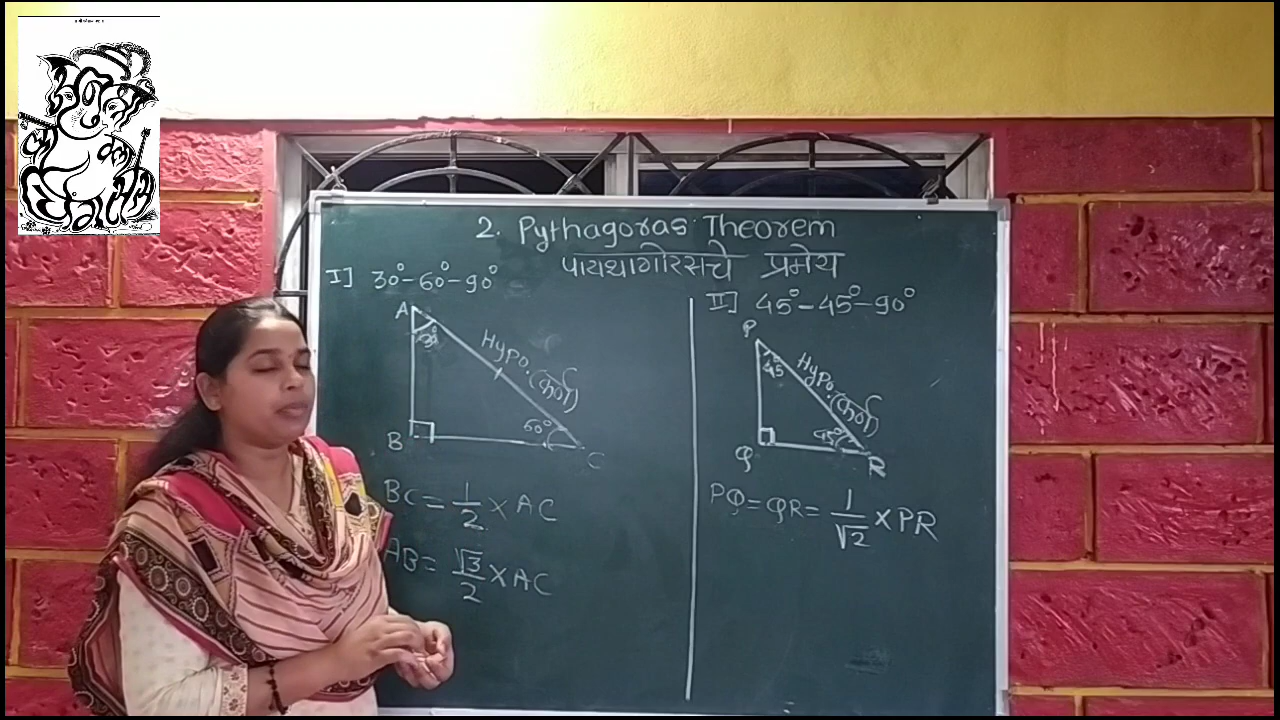 2. Pythagoras Theorem
पायथागोरसचे प्रमेय
I] 30°-60°-90°
A
30°
Hypo. (कर्ण)
60°
B
C
BC = 1/2 × AC
AB = √3/2 × AC
II] 45°-45°-90°
P
45
Hypo. (कर्ण)
45°
Q
R
PQ = QR = 1/√2 × PR